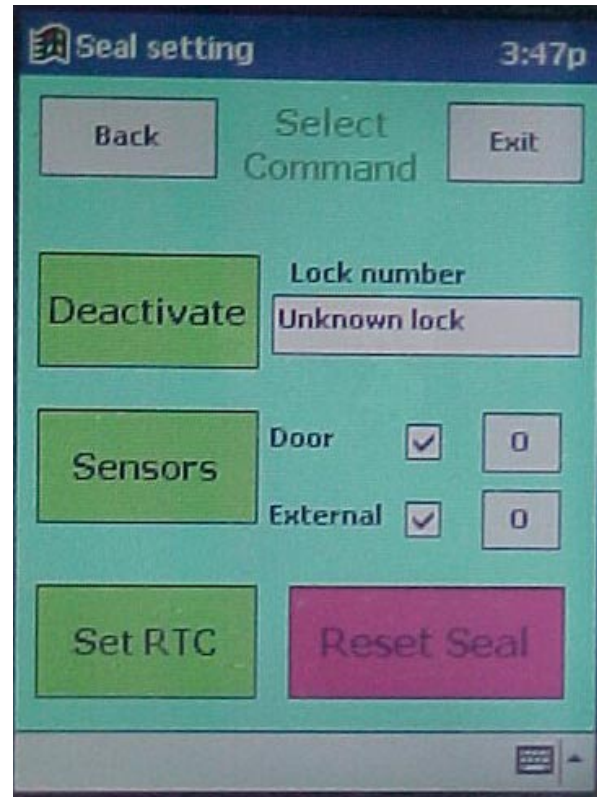 Seal setting 3:47p
Back
Select
Command
Exit
Deactivate
Lock number
Unknown lock
Sensors
Door 0
External 0
Set RTC
Reset Seal